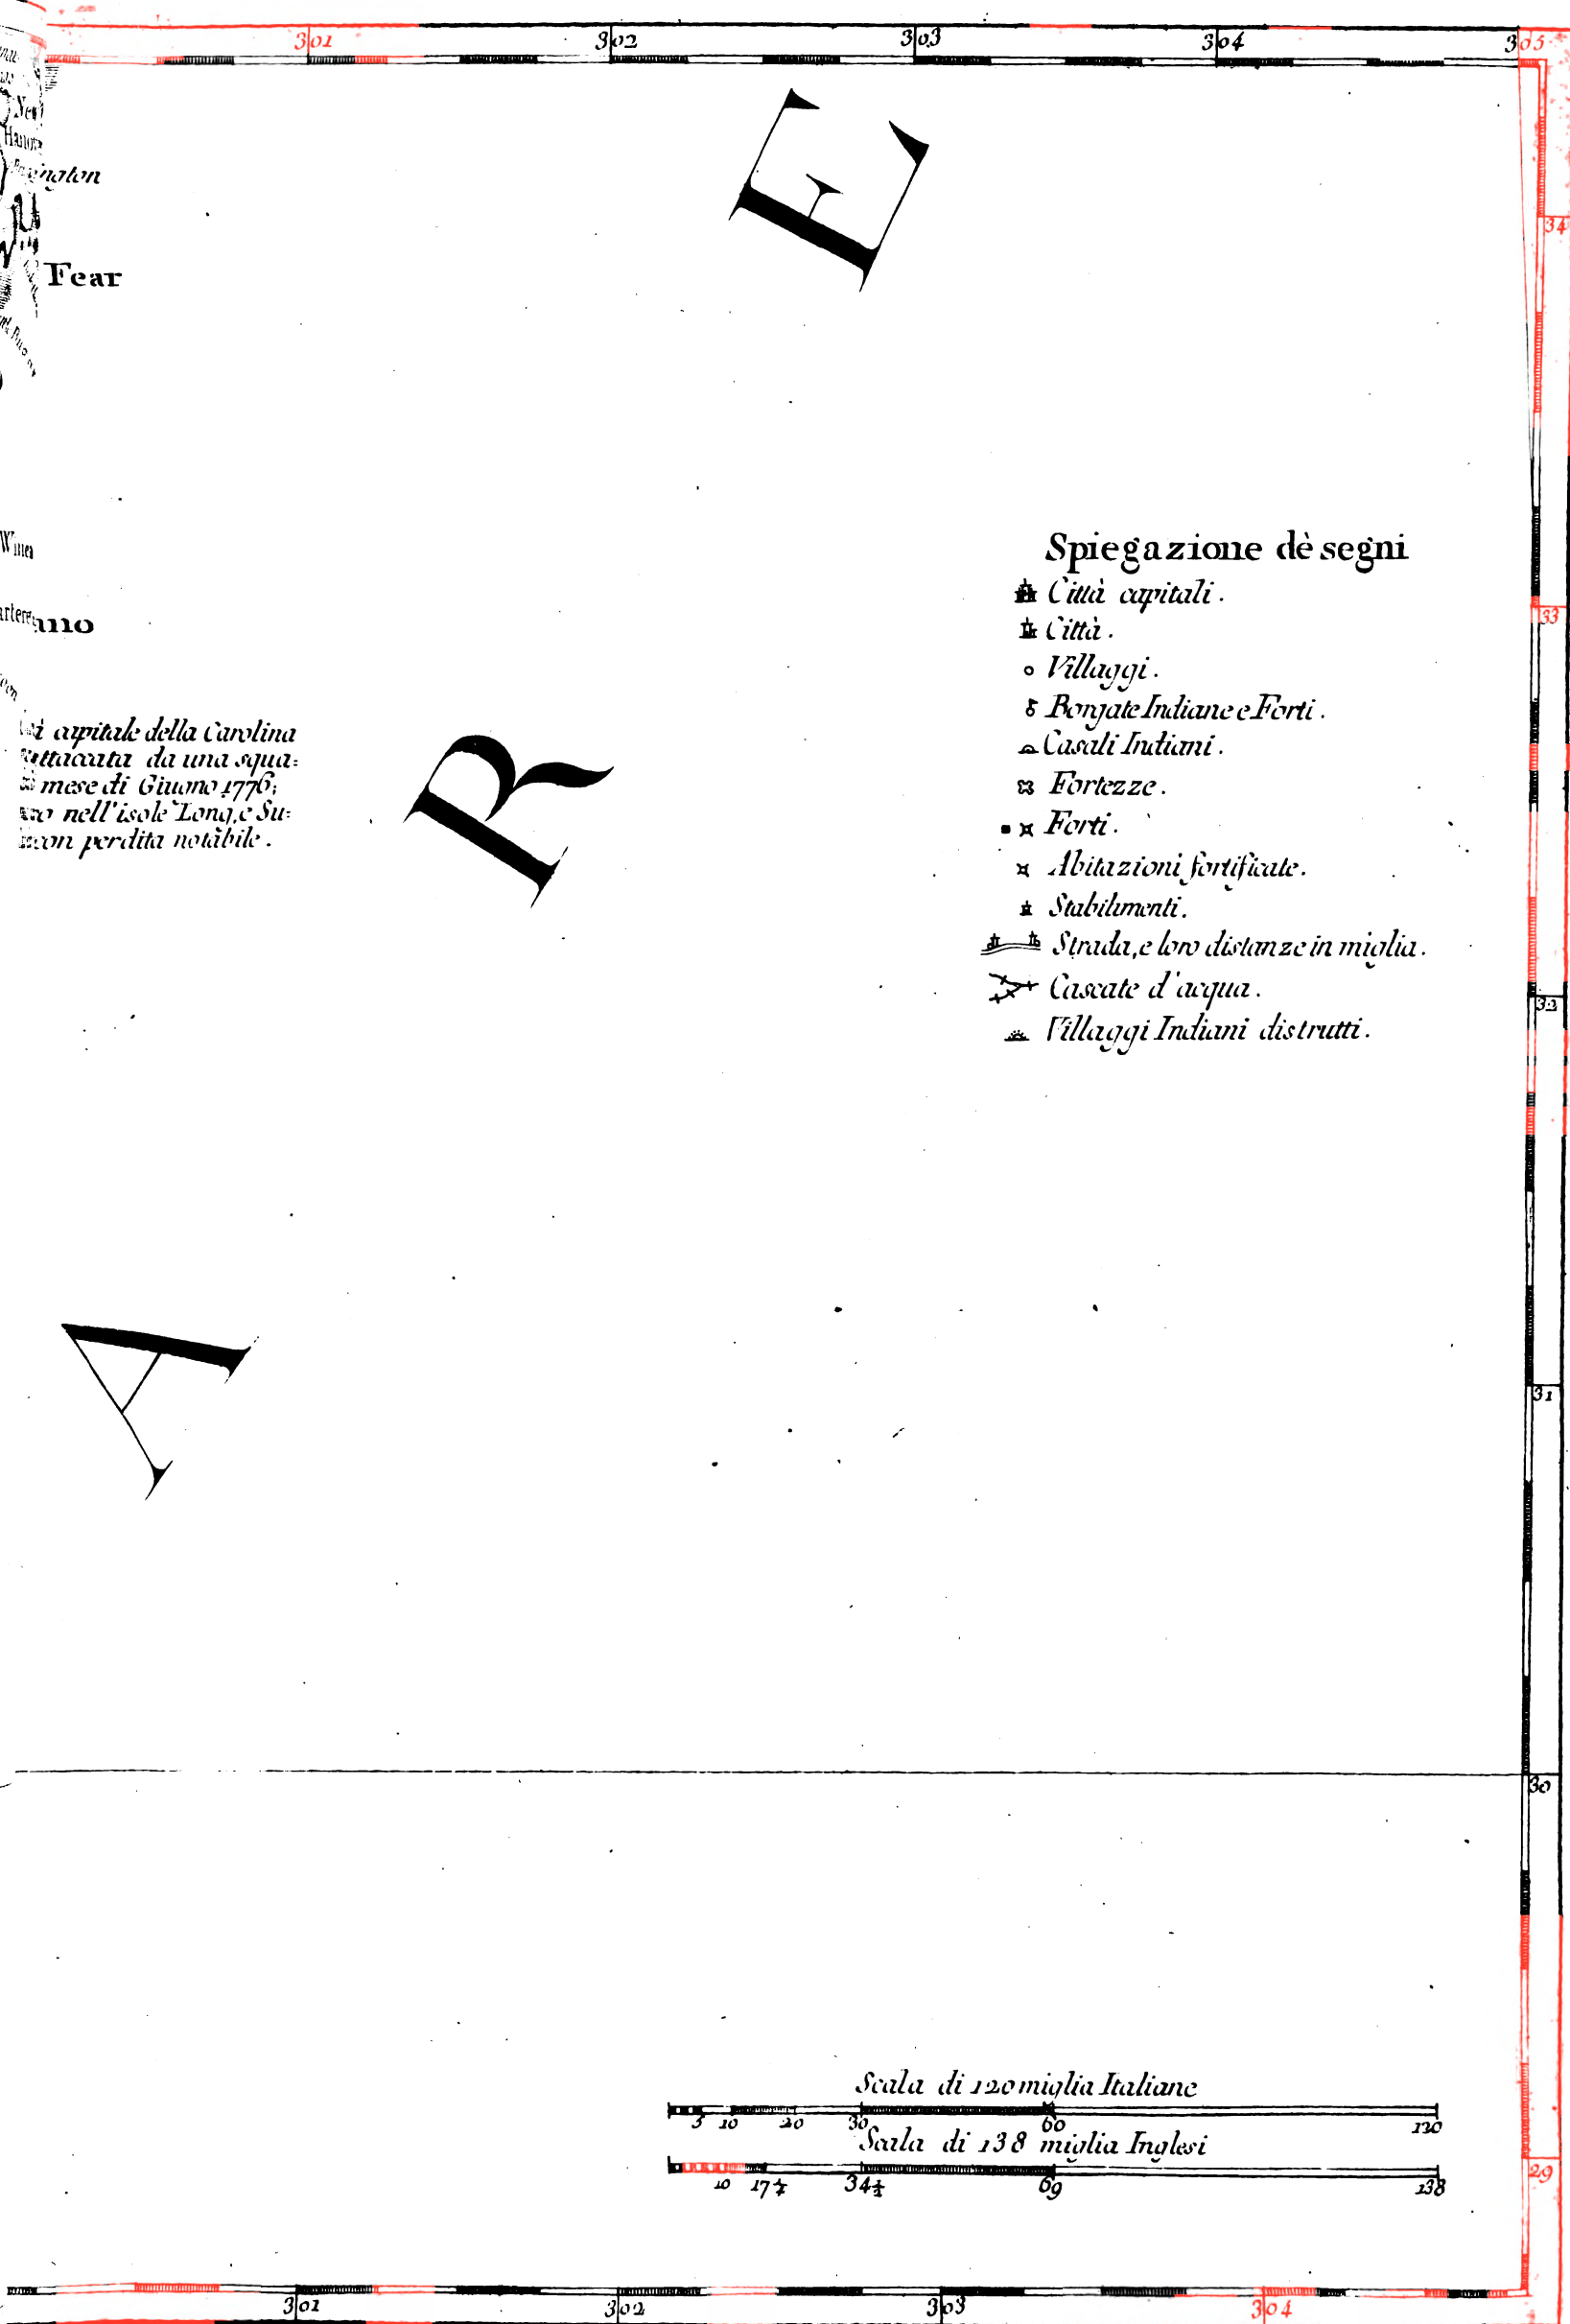 301 302 303 304 305
New
Hanover
Fear
34
E
33
Spiegazione dè segni
Città capitali.
Città.
Villaggi.
Borgate Indiane e Forti.
Casali Indiani.
Fortezze.
Forti.
Abitazioni fortificate.
Stabilimenti.
Strada, e loro distanze in miglia.
Cascate d'acqua.
Villaggi Indiani distrutti.
capitale della Carolina
attaccata da una squa=
mese di Giugno 1776;
nell'isole Long, e Su=
con perdita notabile.
R
32
A
31
30
Scala di 120 miglia Italiane
5 10 20 30 60 120
Scala di 138 miglia Inglesi
10 17½ 34½ 69 138
29
301 302 303 304